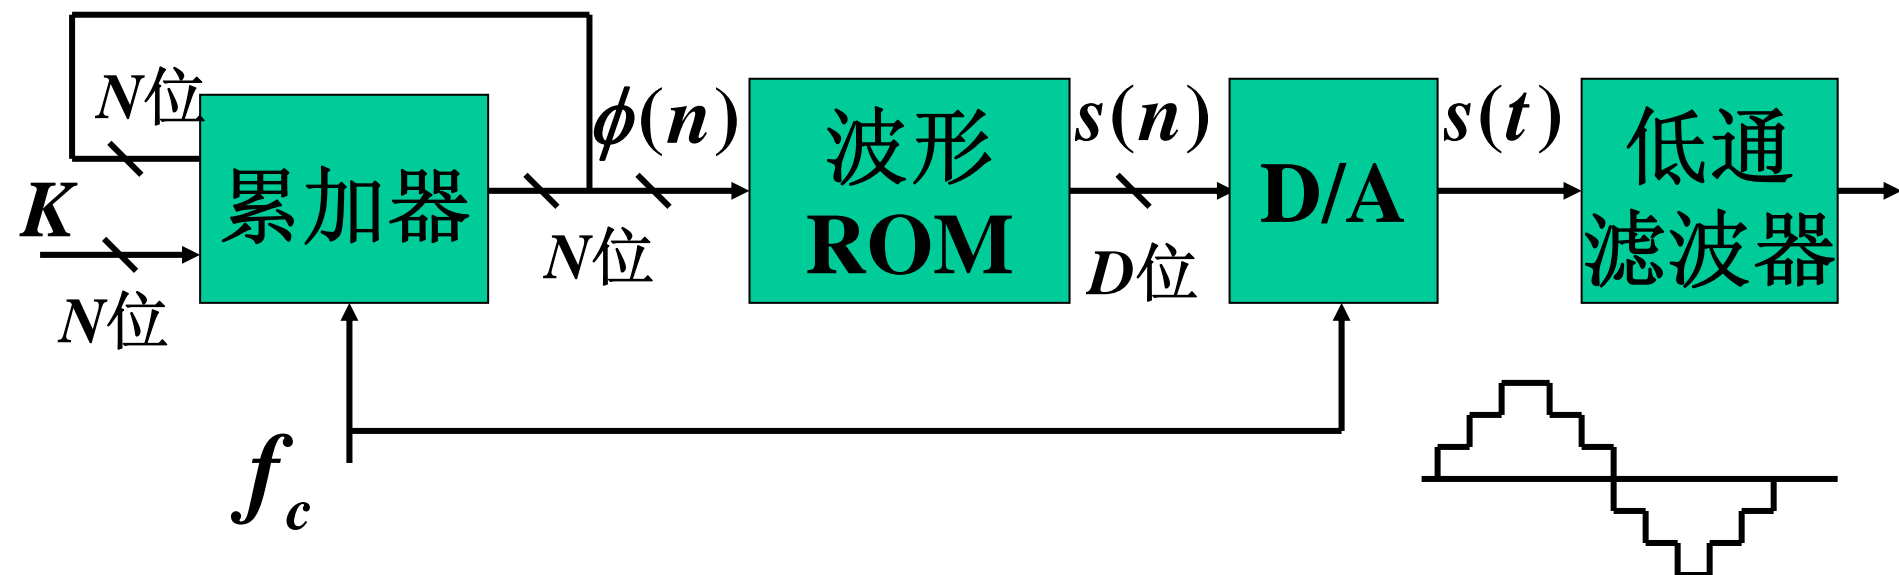 N位
K
N位
累加器
ϕ(n)
N位
波形
ROM
s(n)
D位
D/A
s(t)
低通
滤波器
f_c